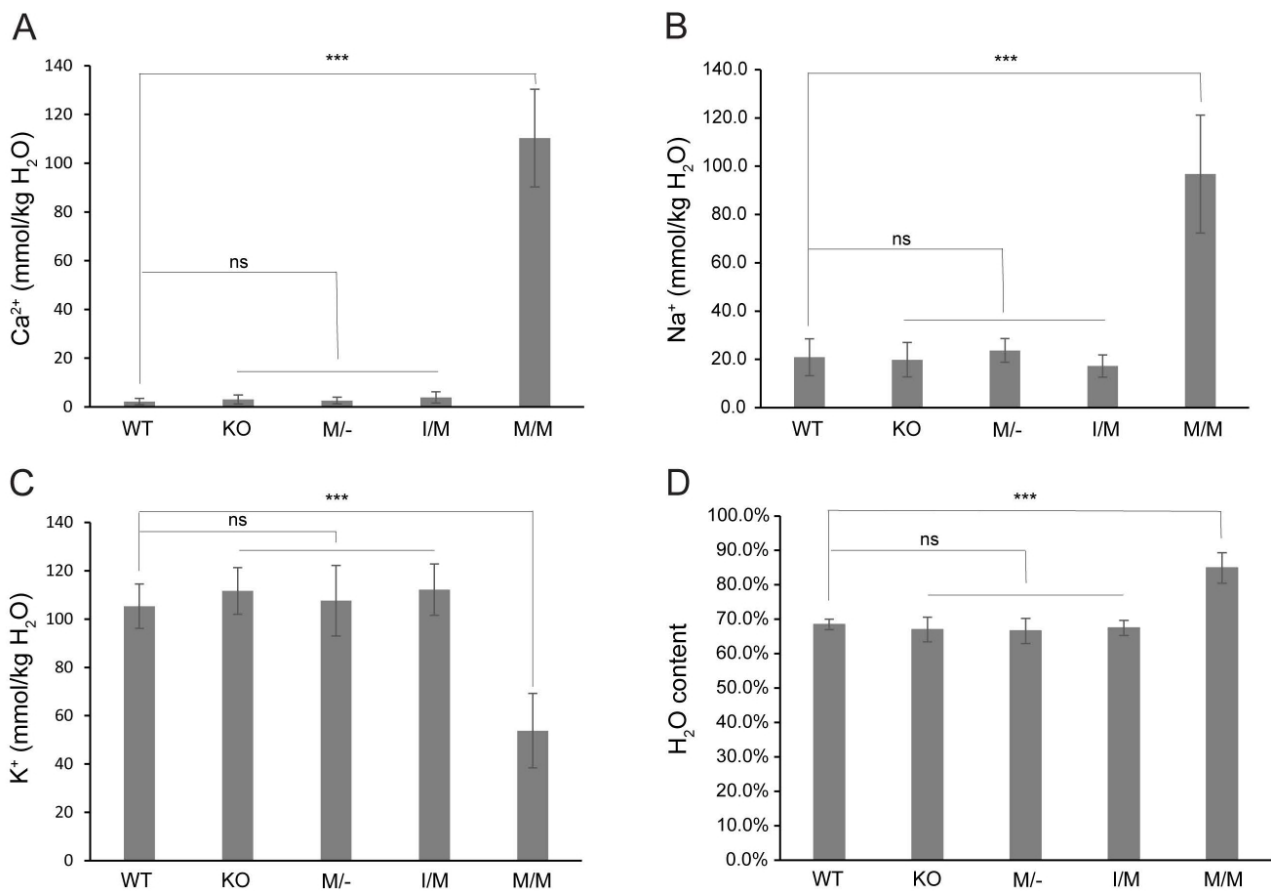 A
Ca²⁺ (mmol/kg H₂O)
140
120
100
80
60
40
20
0
***
ns
WT KO M/- I/M M/M
B
Na⁺ (mmol/kg H₂O)
140.0
120.0
100.0
80.0
60.0
40.0
20.0
0.0
***
ns
WT KO M/- I/M M/M
C
K⁺ (mmol/kg H₂O)
140
120
100
80
60
40
20
0
***
ns
WT KO M/- I/M M/M
D
H₂O content
100.0%
90.0%
80.0%
70.0%
60.0%
50.0%
40.0%
30.0%
20.0%
10.0%
0.0%
***
ns
WT KO M/- I/M M/M